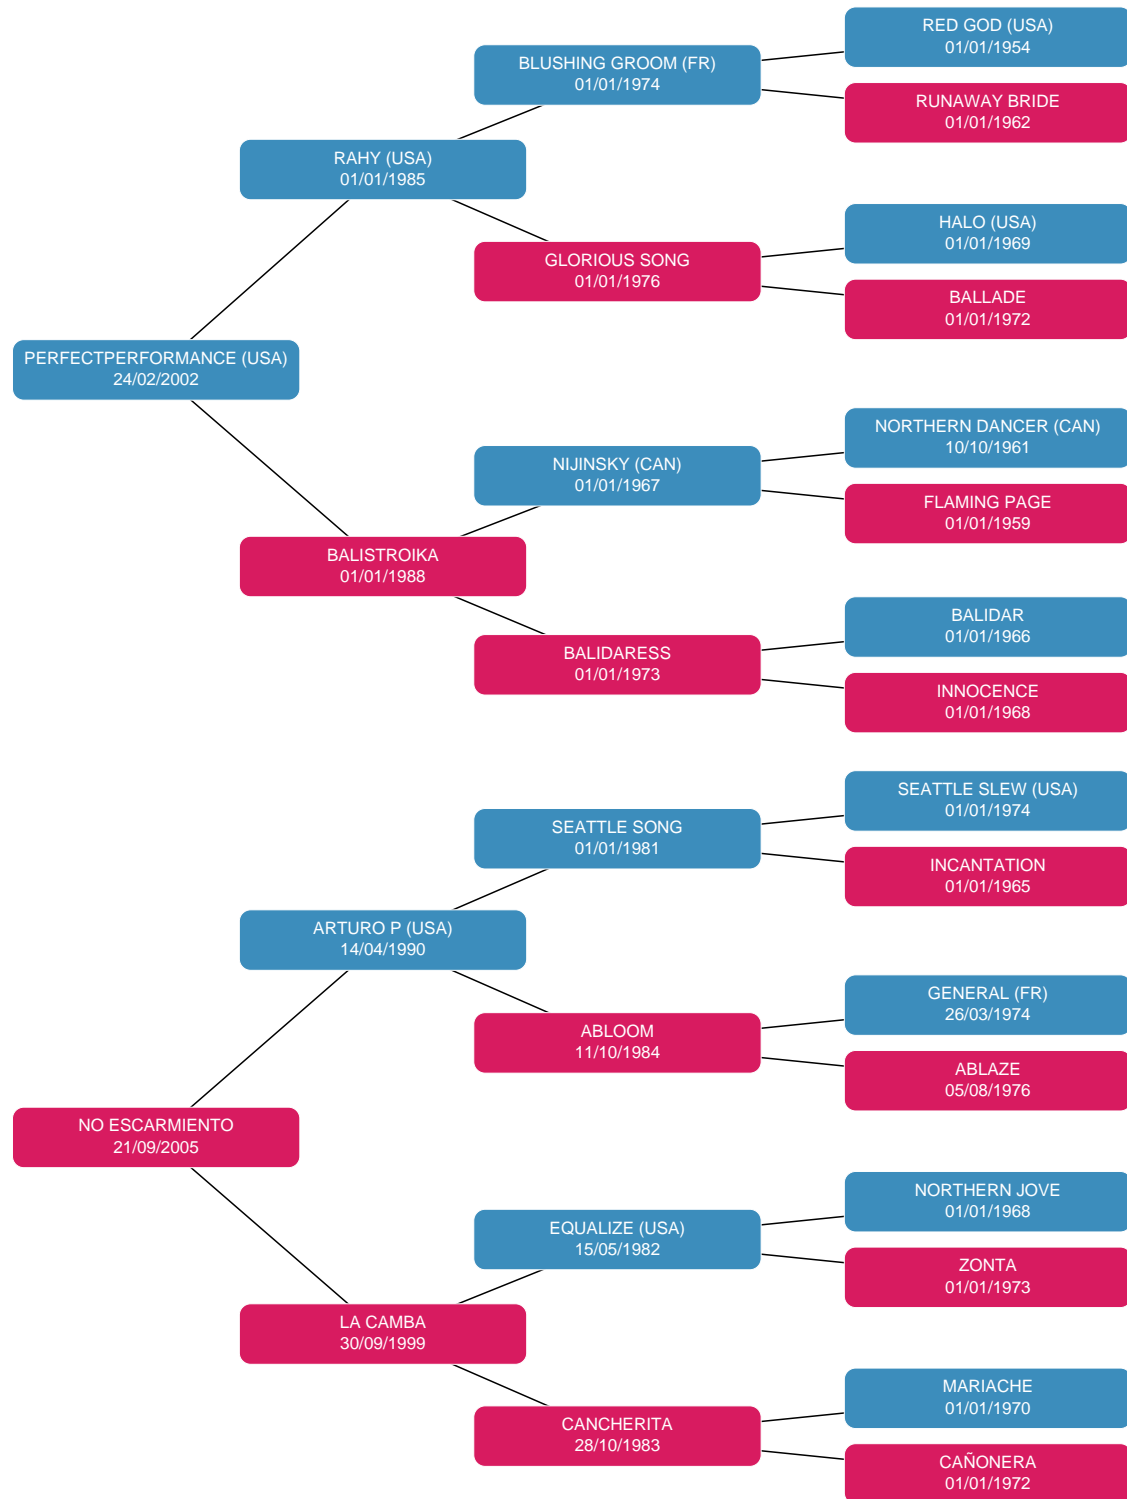 RED GOD (USA)
01/01/1954
BLUSHING GROOM (FR)
01/01/1974
RUNAWAY BRIDE
01/01/1962
RAHY (USA)
01/01/1985
HALO (USA)
01/01/1969
GLORIOUS SONG
01/01/1976
BALLADE
01/01/1972
PERFECTPERFORMANCE (USA)
24/02/2002
NORTHERN DANCER (CAN)
10/10/1961
NIJINSKY (CAN)
01/01/1967
FLAMING PAGE
01/01/1959
BALISTROIKA
01/01/1988
BALIDAR
01/01/1966
BALIDARESS
01/01/1973
INNOCENCE
01/01/1968
SEATTLE SLEW (USA)
01/01/1974
SEATTLE SONG
01/01/1981
INCANTATION
01/01/1965
ARTURO P (USA)
14/04/1990
GENERAL (FR)
26/03/1974
ABLOOM
11/10/1984
ABLAZE
05/08/1976
NO ESCARMIENTO
21/09/2005
NORTHERN JOVE
01/01/1968
EQUALIZE (USA)
15/05/1982
ZONTA
01/01/1973
LA CAMBA
30/09/1999
MARIACHE
01/01/1970
CANCHERITA
28/10/1983
CAÑONERA
01/01/1972